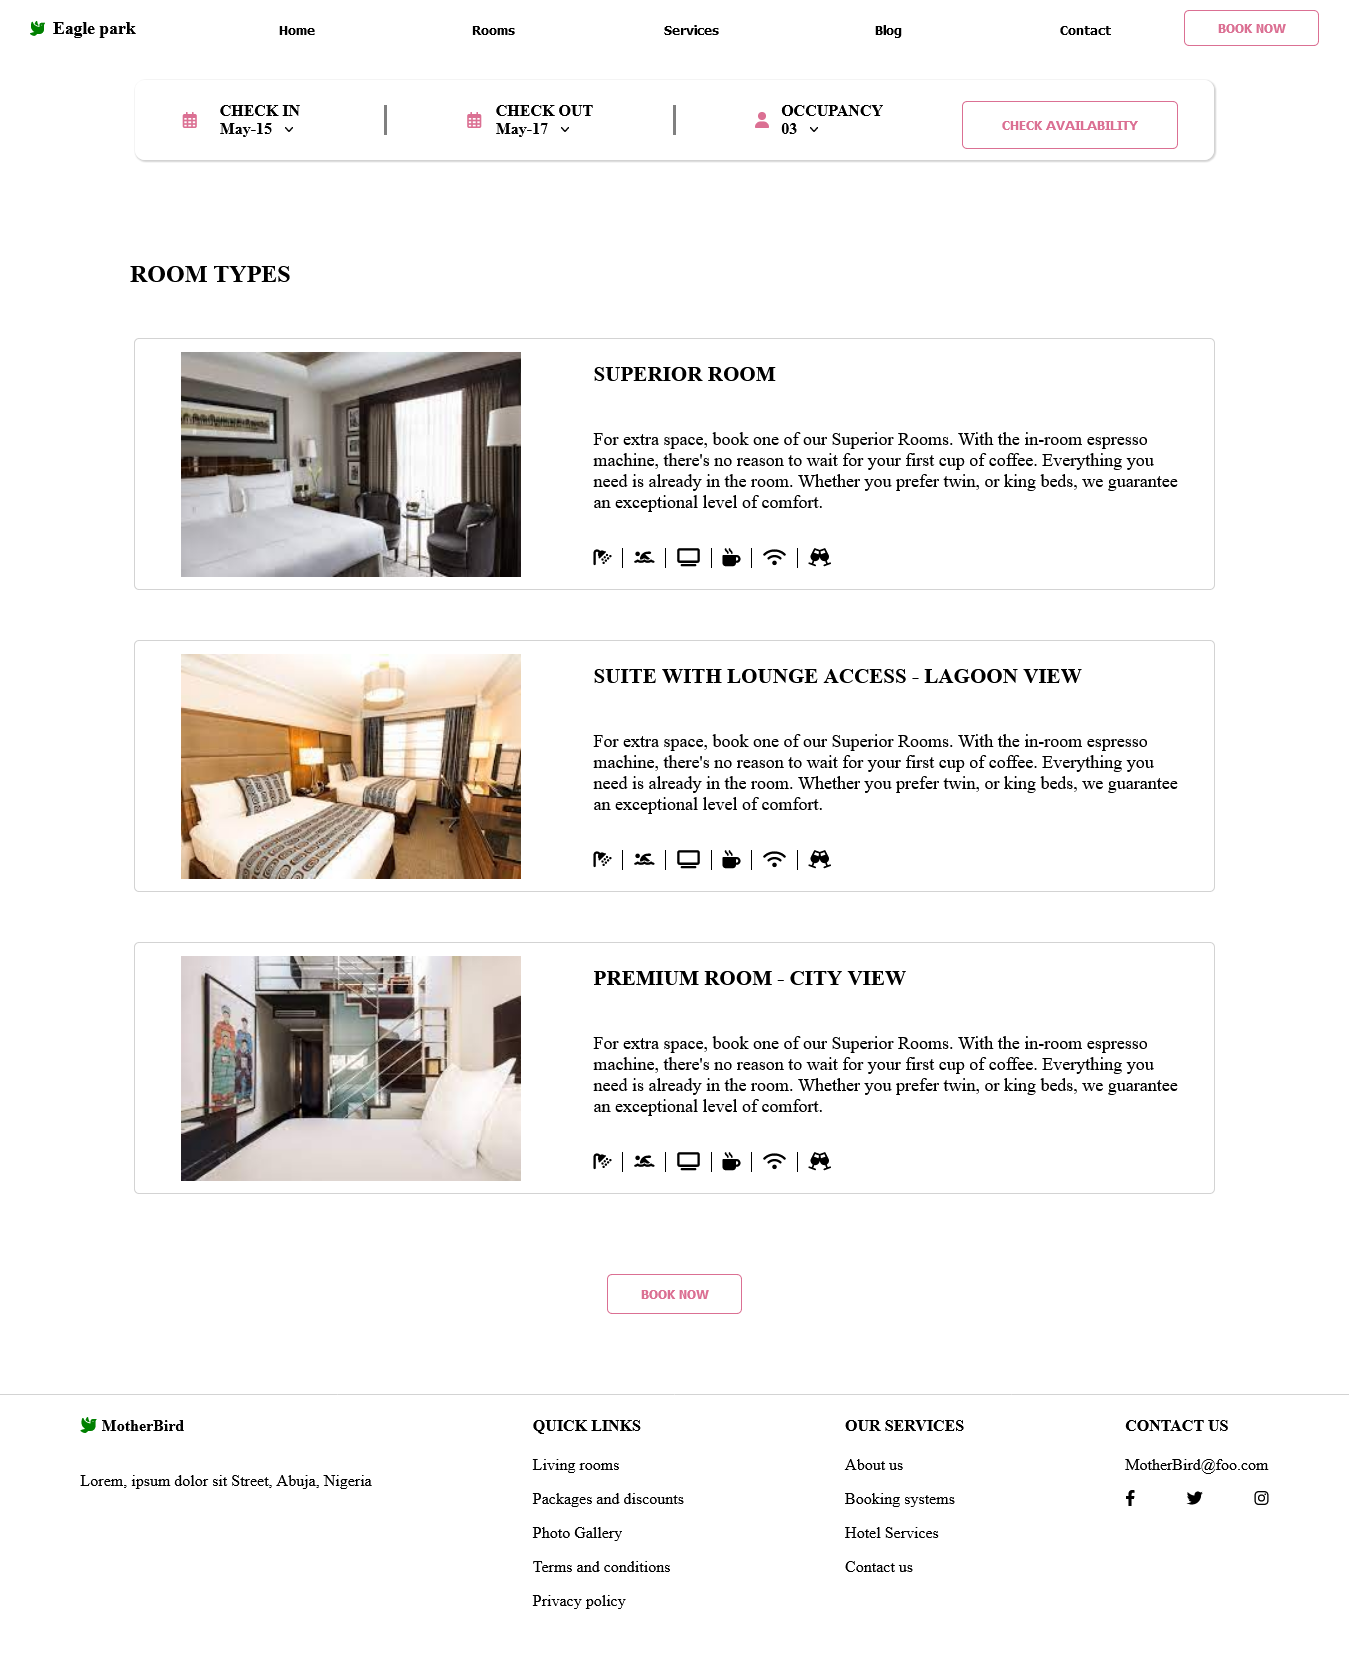 Eagle park
Home
Rooms
Services
Blog
Contact
BOOK NOW
CHECK IN
May-15
CHECK OUT
May-17
OCCUPANCY
03
CHECK AVAILABILITY
ROOM TYPES
SUPERIOR ROOM
For extra space, book one of our Superior Rooms. With the in-room espresso
machine, there's no reason to wait for your first cup of coffee. Everything you
need is already in the room. Whether you prefer twin, or king beds, we guarantee
an exceptional level of comfort.
SUITE WITH LOUNGE ACCESS - LAGOON VIEW
For extra space, book one of our Superior Rooms. With the in-room espresso
machine, there's no reason to wait for your first cup of coffee. Everything you
need is already in the room. Whether you prefer twin, or king beds, we guarantee
an exceptional level of comfort.
PREMIUM ROOM - CITY VIEW
For extra space, book one of our Superior Rooms. With the in-room espresso
machine, there's no reason to wait for your first cup of coffee. Everything you
need is already in the room. Whether you prefer twin, or king beds, we guarantee
an exceptional level of comfort.
BOOK NOW
MotherBird
Lorem, ipsum dolor sit Street, Abuja, Nigeria
QUICK LINKS
Living rooms
Packages and discounts
Photo Gallery
Terms and conditions
Privacy policy
OUR SERVICES
About us
Booking systems
Hotel Services
Contact us
CONTACT US
MotherBird@foo.com